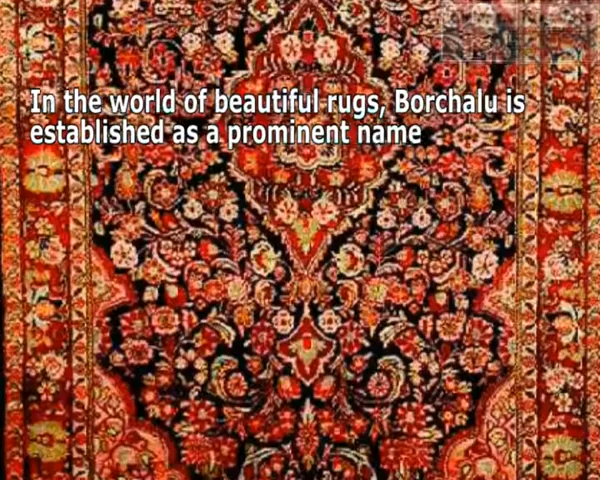 In the world of beautiful rugs, Borchalu is
established as a prominent name